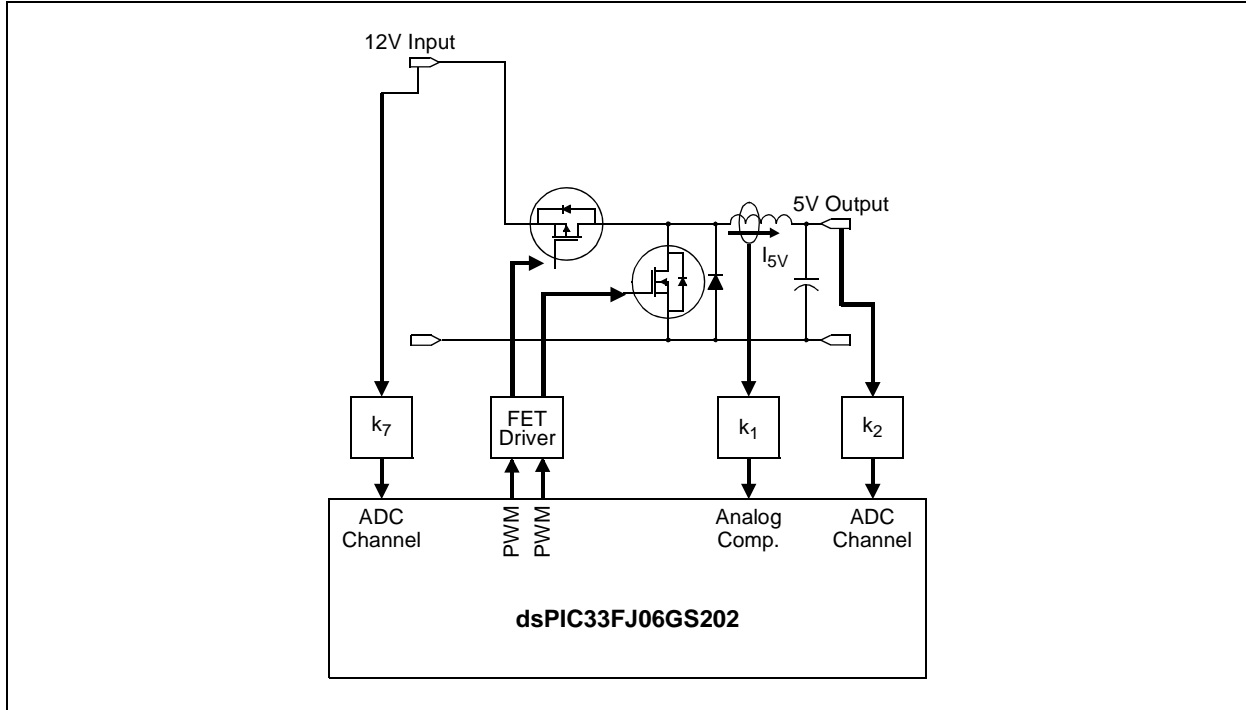 12V Input
5V Output
I5V
k7
FET
Driver
k1
k2
ADC
Channel
PWM
PWM
Analog
Comp.
ADC
Channel
dsPIC33FJ06GS202